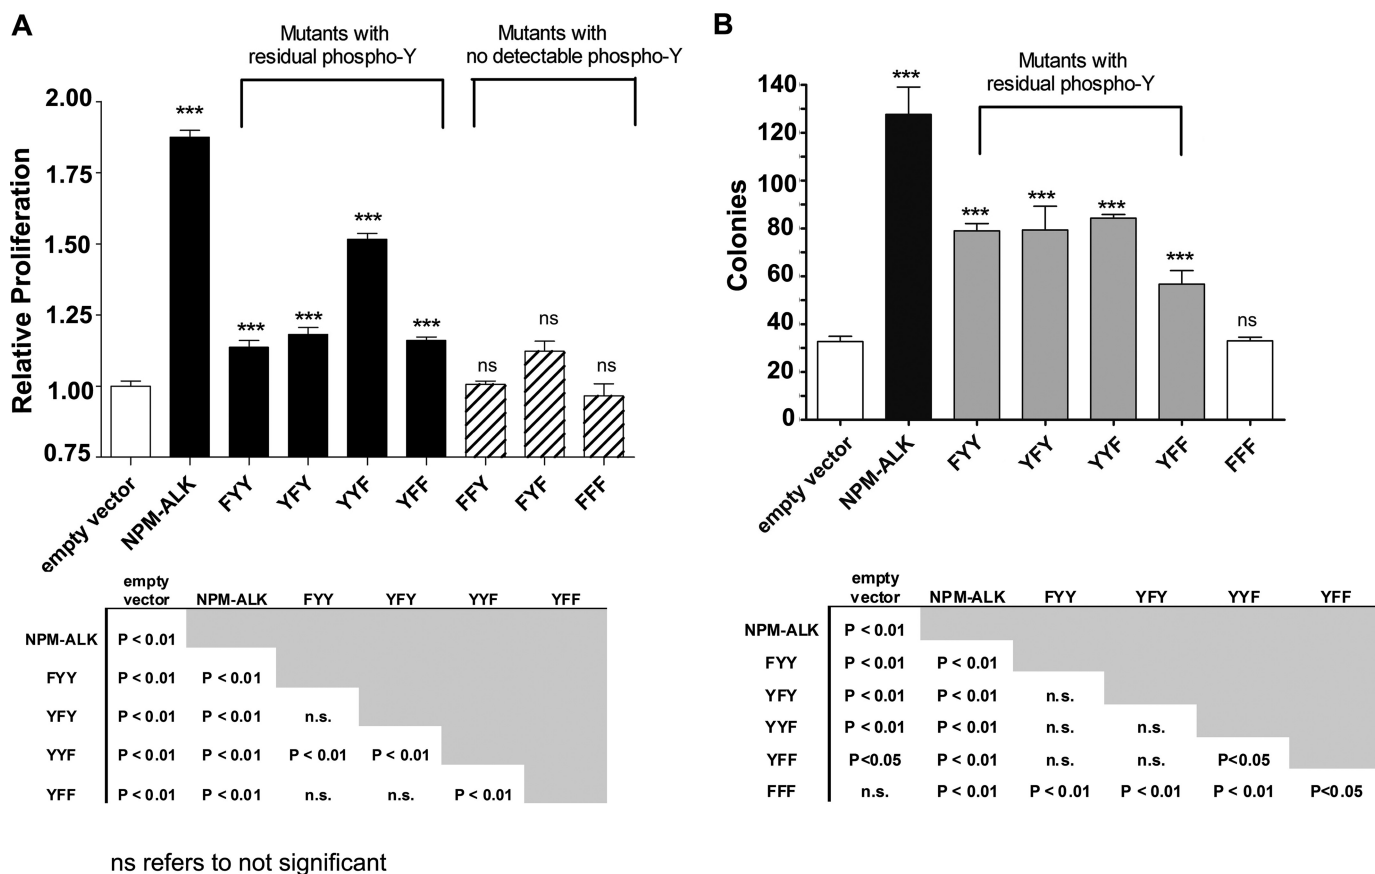 A
Mutants with
residual phospho-Y
Mutants with
no detectable phospho-Y
Relative Proliferation
2.00
1.75
1.50
1.25
1.00
0.75
***
***
***
***
***
ns
ns
ns
empty vector
NPM-ALK
FYY
YFY
YYF
YFF
FFY
FYF
FFF
empty
vector NPM-ALK FYY YFY YYF YFF
NPM-ALK P < 0.01
FYY P < 0.01 P < 0.01
YFY P < 0.01 P < 0.01 n.s.
YYF P < 0.01 P < 0.01 P < 0.01 P < 0.01
YFF P < 0.01 P < 0.01 n.s. n.s. P < 0.01
ns refers to not significant
B
Mutants with
residual phospho-Y
Colonies
140
120
100
80
60
40
20
0
***
***
***
***
***
ns
empty vector
NPM-ALK
FYY
YFY
YYF
YFF
FFF
empty
vector NPM-ALK FYY YFY YYF YFF
NPM-ALK P < 0.01
FYY P < 0.01 P < 0.01
YFY P < 0.01 P < 0.01 n.s.
YYF P < 0.01 P < 0.01 n.s. n.s.
YFF P<0.05 P < 0.01 n.s. n.s. P<0.05
FFF n.s. P < 0.01 P < 0.01 P < 0.01 P < 0.01 P<0.05